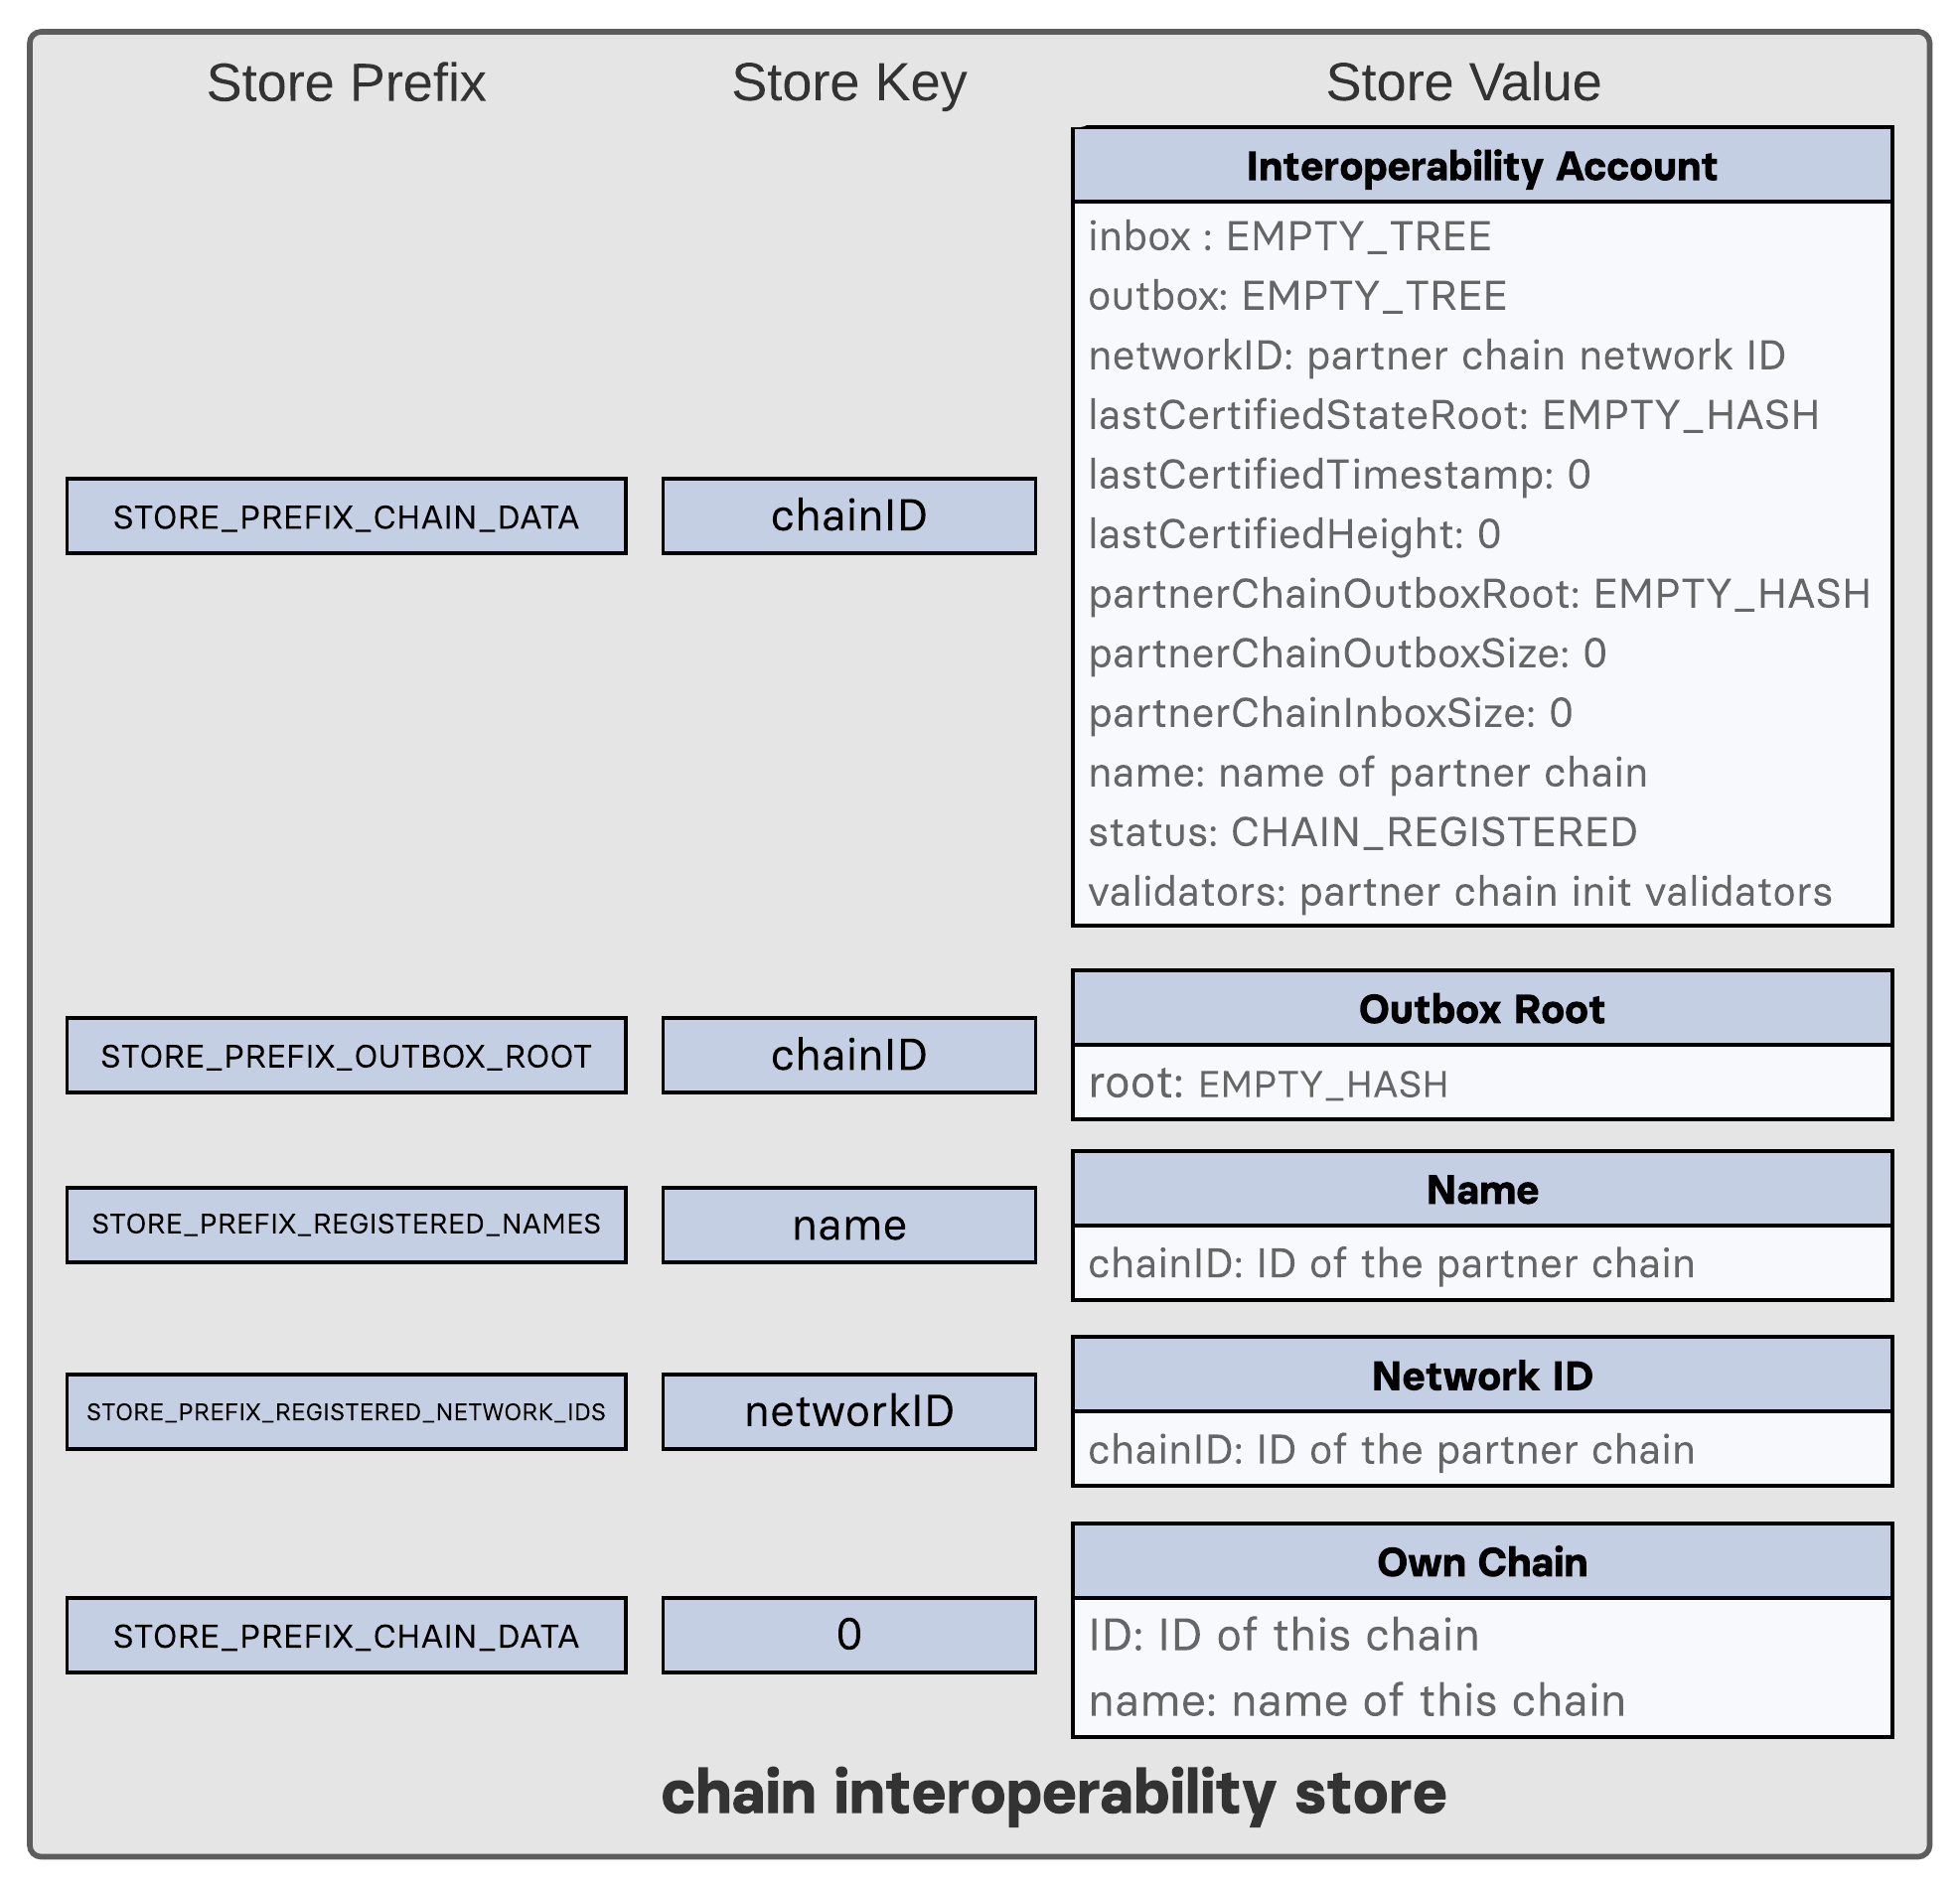 Store Prefix
Store Key
Store Value
Interoperability Account
inbox : EMPTY_TREE
outbox: EMPTY_TREE
networkID: partner chain network ID
lastCertifiedStateRoot: EMPTY_HASH
lastCertifiedTimestamp: 0
lastCertifiedHeight: 0
partnerChainOutboxRoot: EMPTY_HASH
partnerChainOutboxSize: 0
partnerChainInboxSize: 0
name: name of partner chain
status: CHAIN_REGISTERED
validators: partner chain init validators
STORE_PREFIX_CHAIN_DATA
chainID
Outbox Root
root: EMPTY_HASH
STORE_PREFIX_OUTBOX_ROOT
chainID
Name
chainID: ID of the partner chain
STORE_PREFIX_REGISTERED_NAMES
name
Network ID
chainID: ID of the partner chain
STORE_PREFIX_REGISTERED_NETWORK_IDS
networkID
Own Chain
ID: ID of this chain
name: name of this chain
STORE_PREFIX_CHAIN_DATA
0
chain interoperability store